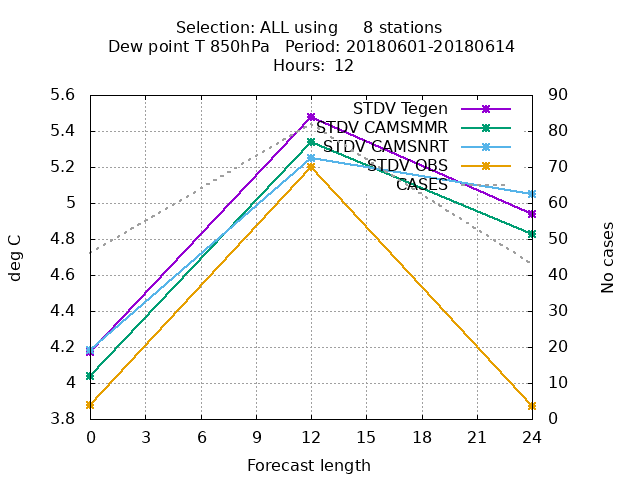 Selection: ALL using     8 stations
Dew point T 850hPa   Period: 20180601-20180614
Hours: 12
5.6
5.4
5.2
5
4.8
4.6
4.4
4.2
4
3.8
deg C
STDV Tegen
STDV CAMSMMR
STDV CAMSNRT
STDV OBS
CASES
90
80
70
60
50
40
30
20
10
0
No cases
0 3 6 9 12 15 18 21 24
Forecast length